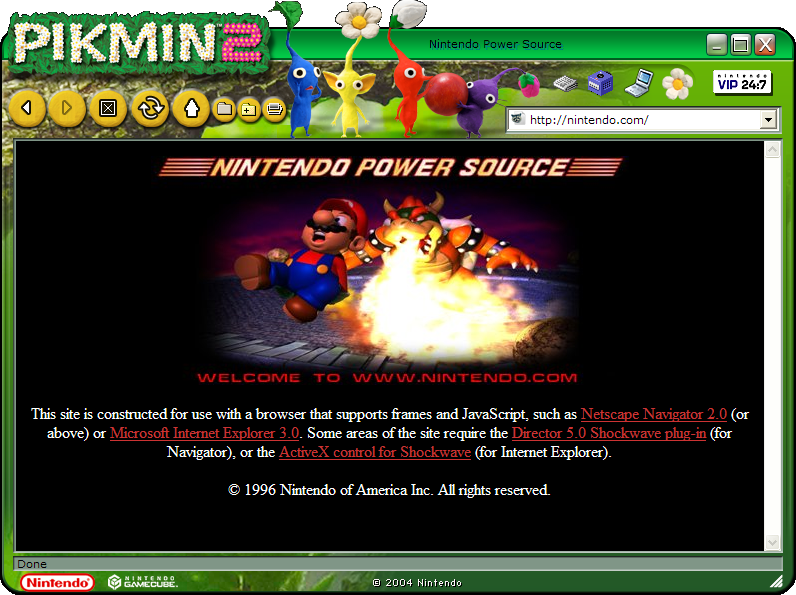 PIKMIN 2
Nintendo Power Source
nintendo
VIP 24:7
http://nintendo.com/
NINTENDO POWER SOURCE
WELCOME TO WWW.NINTENDO.COM
This site is constructed for use with a browser that supports frames and JavaScript, such as Netscape Navigator 2.0 (or
above) or Microsoft Internet Explorer 3.0. Some areas of the site require the Director 5.0 Shockwave plug-in (for
Navigator), or the ActiveX control for Shockwave (for Internet Explorer).
© 1996 Nintendo of America Inc. All rights reserved.
Done
Nintendo
NINTENDO
GAMECUBE
© 2004 Nintendo